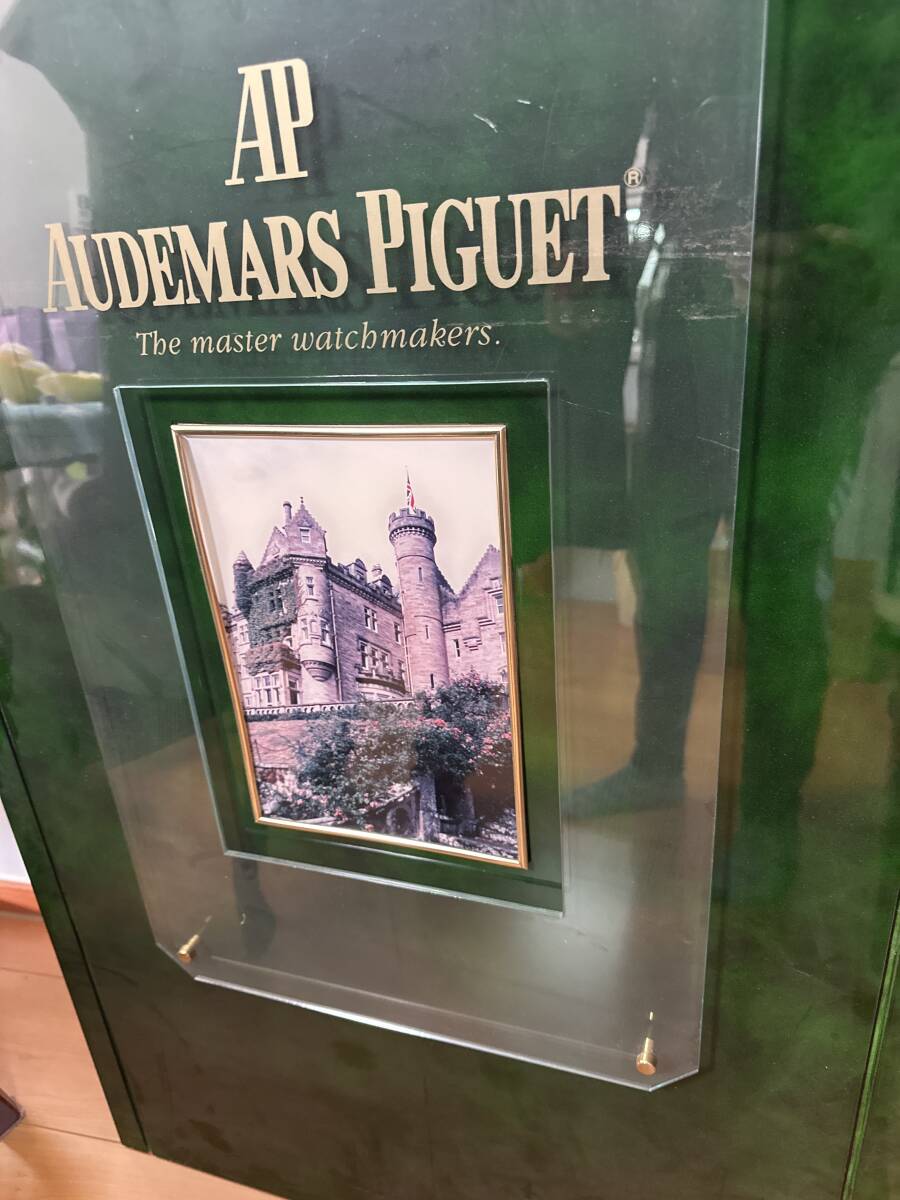 AP
AUDEMARS PIGUET®
The master watchmakers.